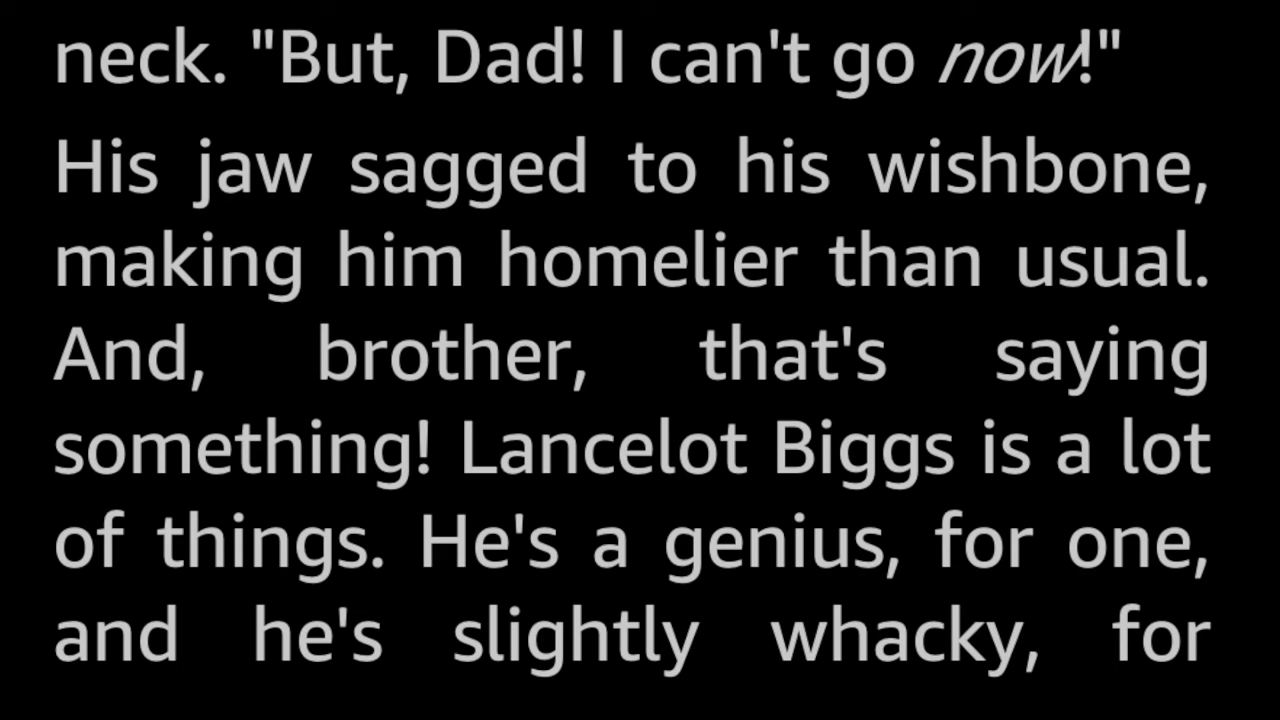 neck. "But, Dad! I can't go now!"
His jaw sagged to his wishbone,
making him homelier than usual.
And, brother, that's saying
something! Lancelot Biggs is a lot
of things. He's a genius, for one,
and he's slightly whacky, for